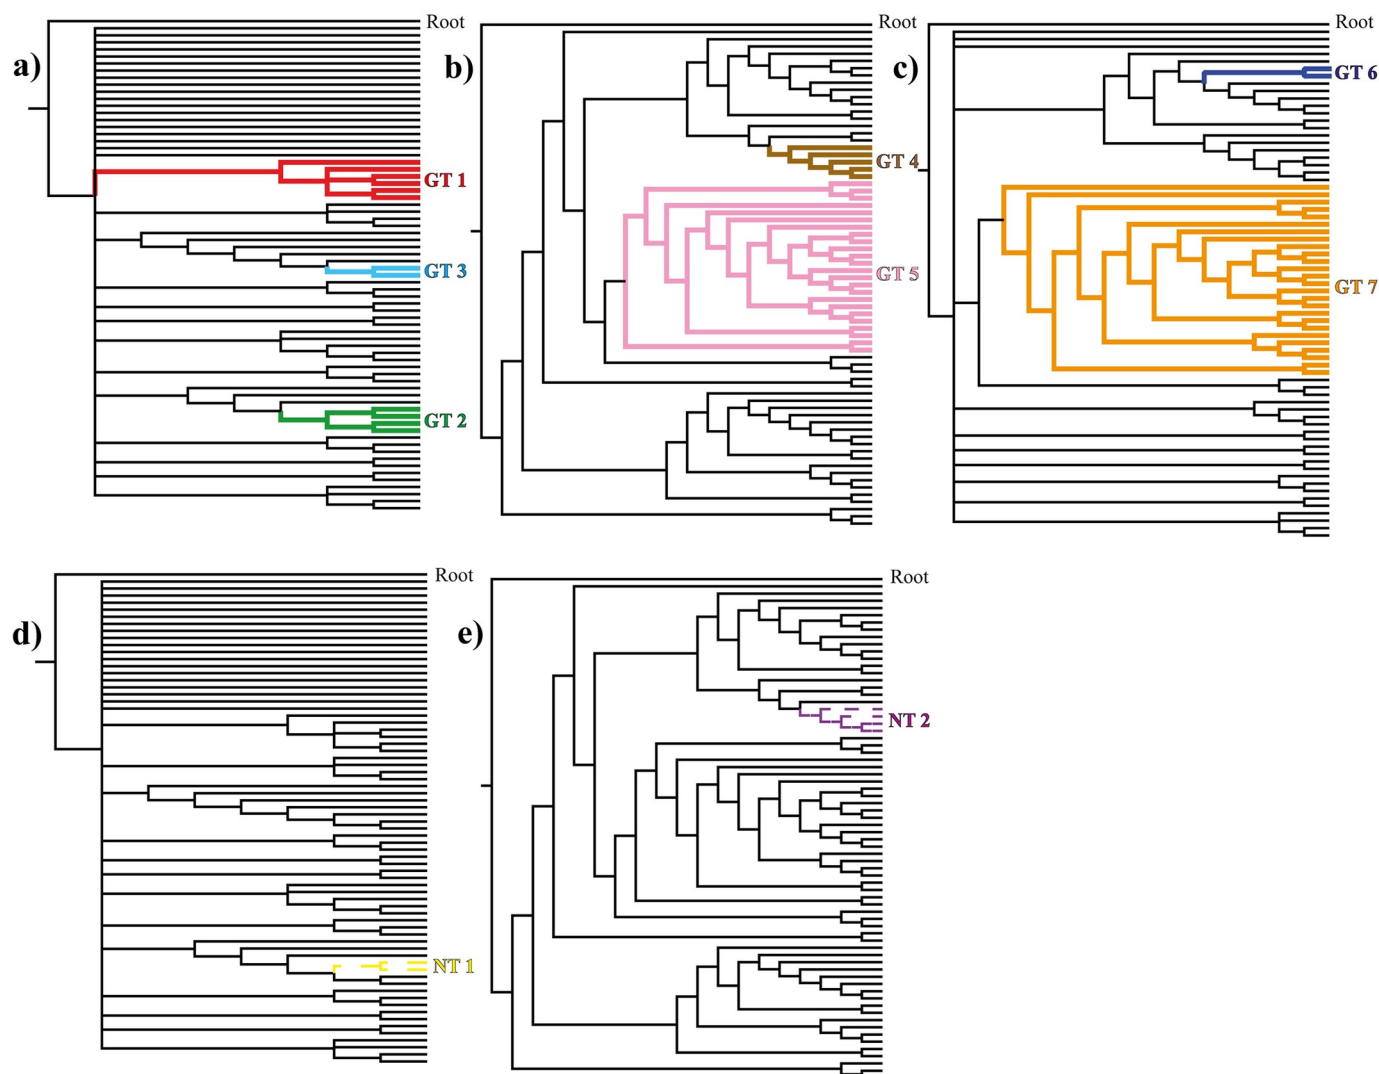 Root
Root
Root
a)
b)
c)
GT 6
GT 4
GT 1
GT 3
GT 5
GT 7
GT 2
Root
Root
d)
e)
NT 2
NT 1